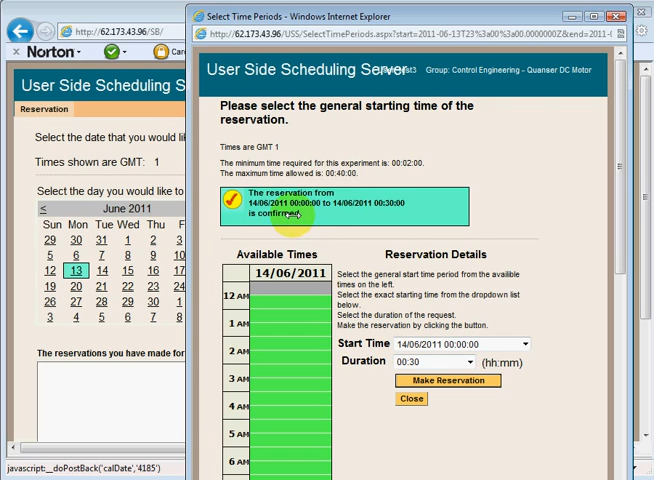 http://62.173.43.96/SB/
Norton
User Side Scheduling S
Reservation
Select the date that you would lik
Times shown are GMT: 1
Select the day you would like to
< June 2011
Sun Mon Tue Wed Thu Fri
29 30 31 1 2 3
5 6 7 8 9 10
12 13 14 15 16 17
19 20 21 22 23 24
26 27 28 29 30 1
3 4 5 6 7 8
The reservations you have made for
javascript:__doPostBack('calDate','4185')
Select Time Periods - Windows Internet Explorer
http://62.173.43.96/USS/SelectTimePeriods.aspx?start=2011-06-13T23%3a00%3a00.0000000Z&end=2011-
User Side Scheduling Server
Group: Control Engineering – Quanser DC Motor
Please select the general starting time of the
reservation.
Times are GMT 1
The minimum time required for this experiment is: 00:02:00.
The maximum time allowed is: 00:40:00.
The reservation from
14/06/2011 00:00:00 to 14/06/2011 00:30:00
is confirmed.
Available Times
14/06/2011
12 AM
1 AM
2 AM
3 AM
4 AM
5 AM
6 AM
Reservation Details
Select the general start time period from the availible
times on the left.
Select the exact starting time from the dropdown list
below.
Select the duration of the request.
Make the reservation by clicking the button.
Start Time 14/06/2011 00:00:00
Duration 00:30 (hh:mm)
Make Reservation
Close